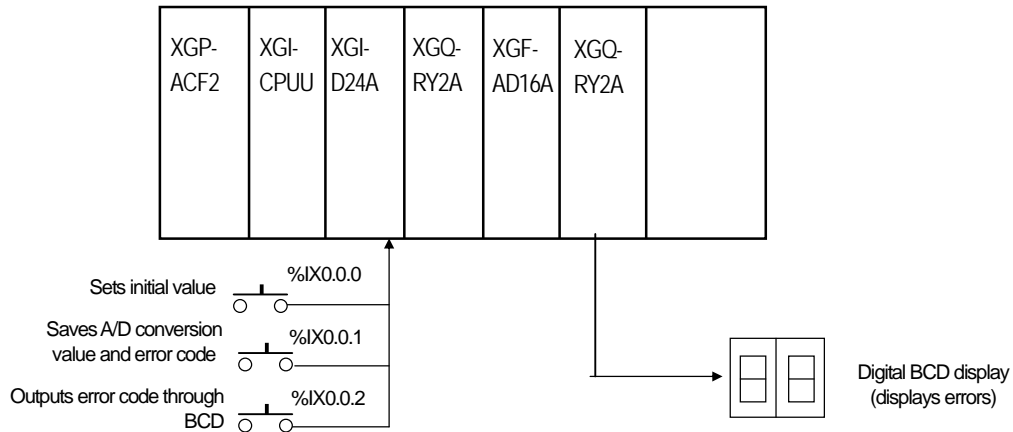 XGP-
ACF2
XGI-
CPUU
XGI-
D24A
XGQ-
RY2A
XGF-
AD16A
XGQ-
RY2A
%IX0.0.0
Sets initial value
Saves A/D conversion
value and error code
%IX0.0.1
Outputs error code through
BCD
%IX0.0.2
Digital BCD display
(displays errors)